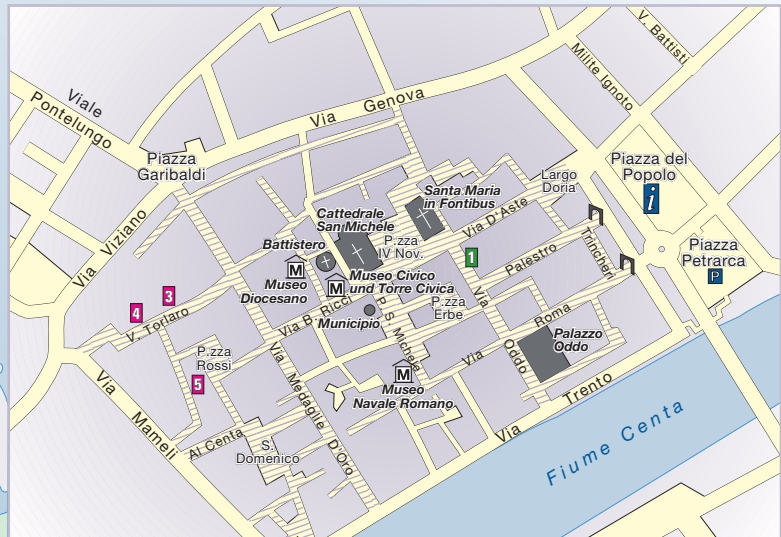 V. Battisti
Milite Ignoto
Viale
Pontelungo
Via Genova
Piazza
Garibaldi
Piazza del
Popolo
i
Largo
Doria
Santa Maria
in Fontibus
Cattedrale
San Michele
Via D'Aste
P.zza
IV Nov.
Via Viziano
Battistero
1
Palestro
Trincheri
Piazza
Petrarca
P
M
Museo
Diocesano
M
Museo Civico
und Torre Civica
3
4
V. Torlaro
Via B. Ricci
Municipio
P. S. Michele
P.zza
Erbe
Via
Oddo
Via Roma
Palazzo
Oddo
P.zza
Rossi
5
Via Medaglie D'Oro
M
Museo
Navale Romano
Via Mameli
Al Centa
S.
Domenico
Via Trento
Fiume Centa